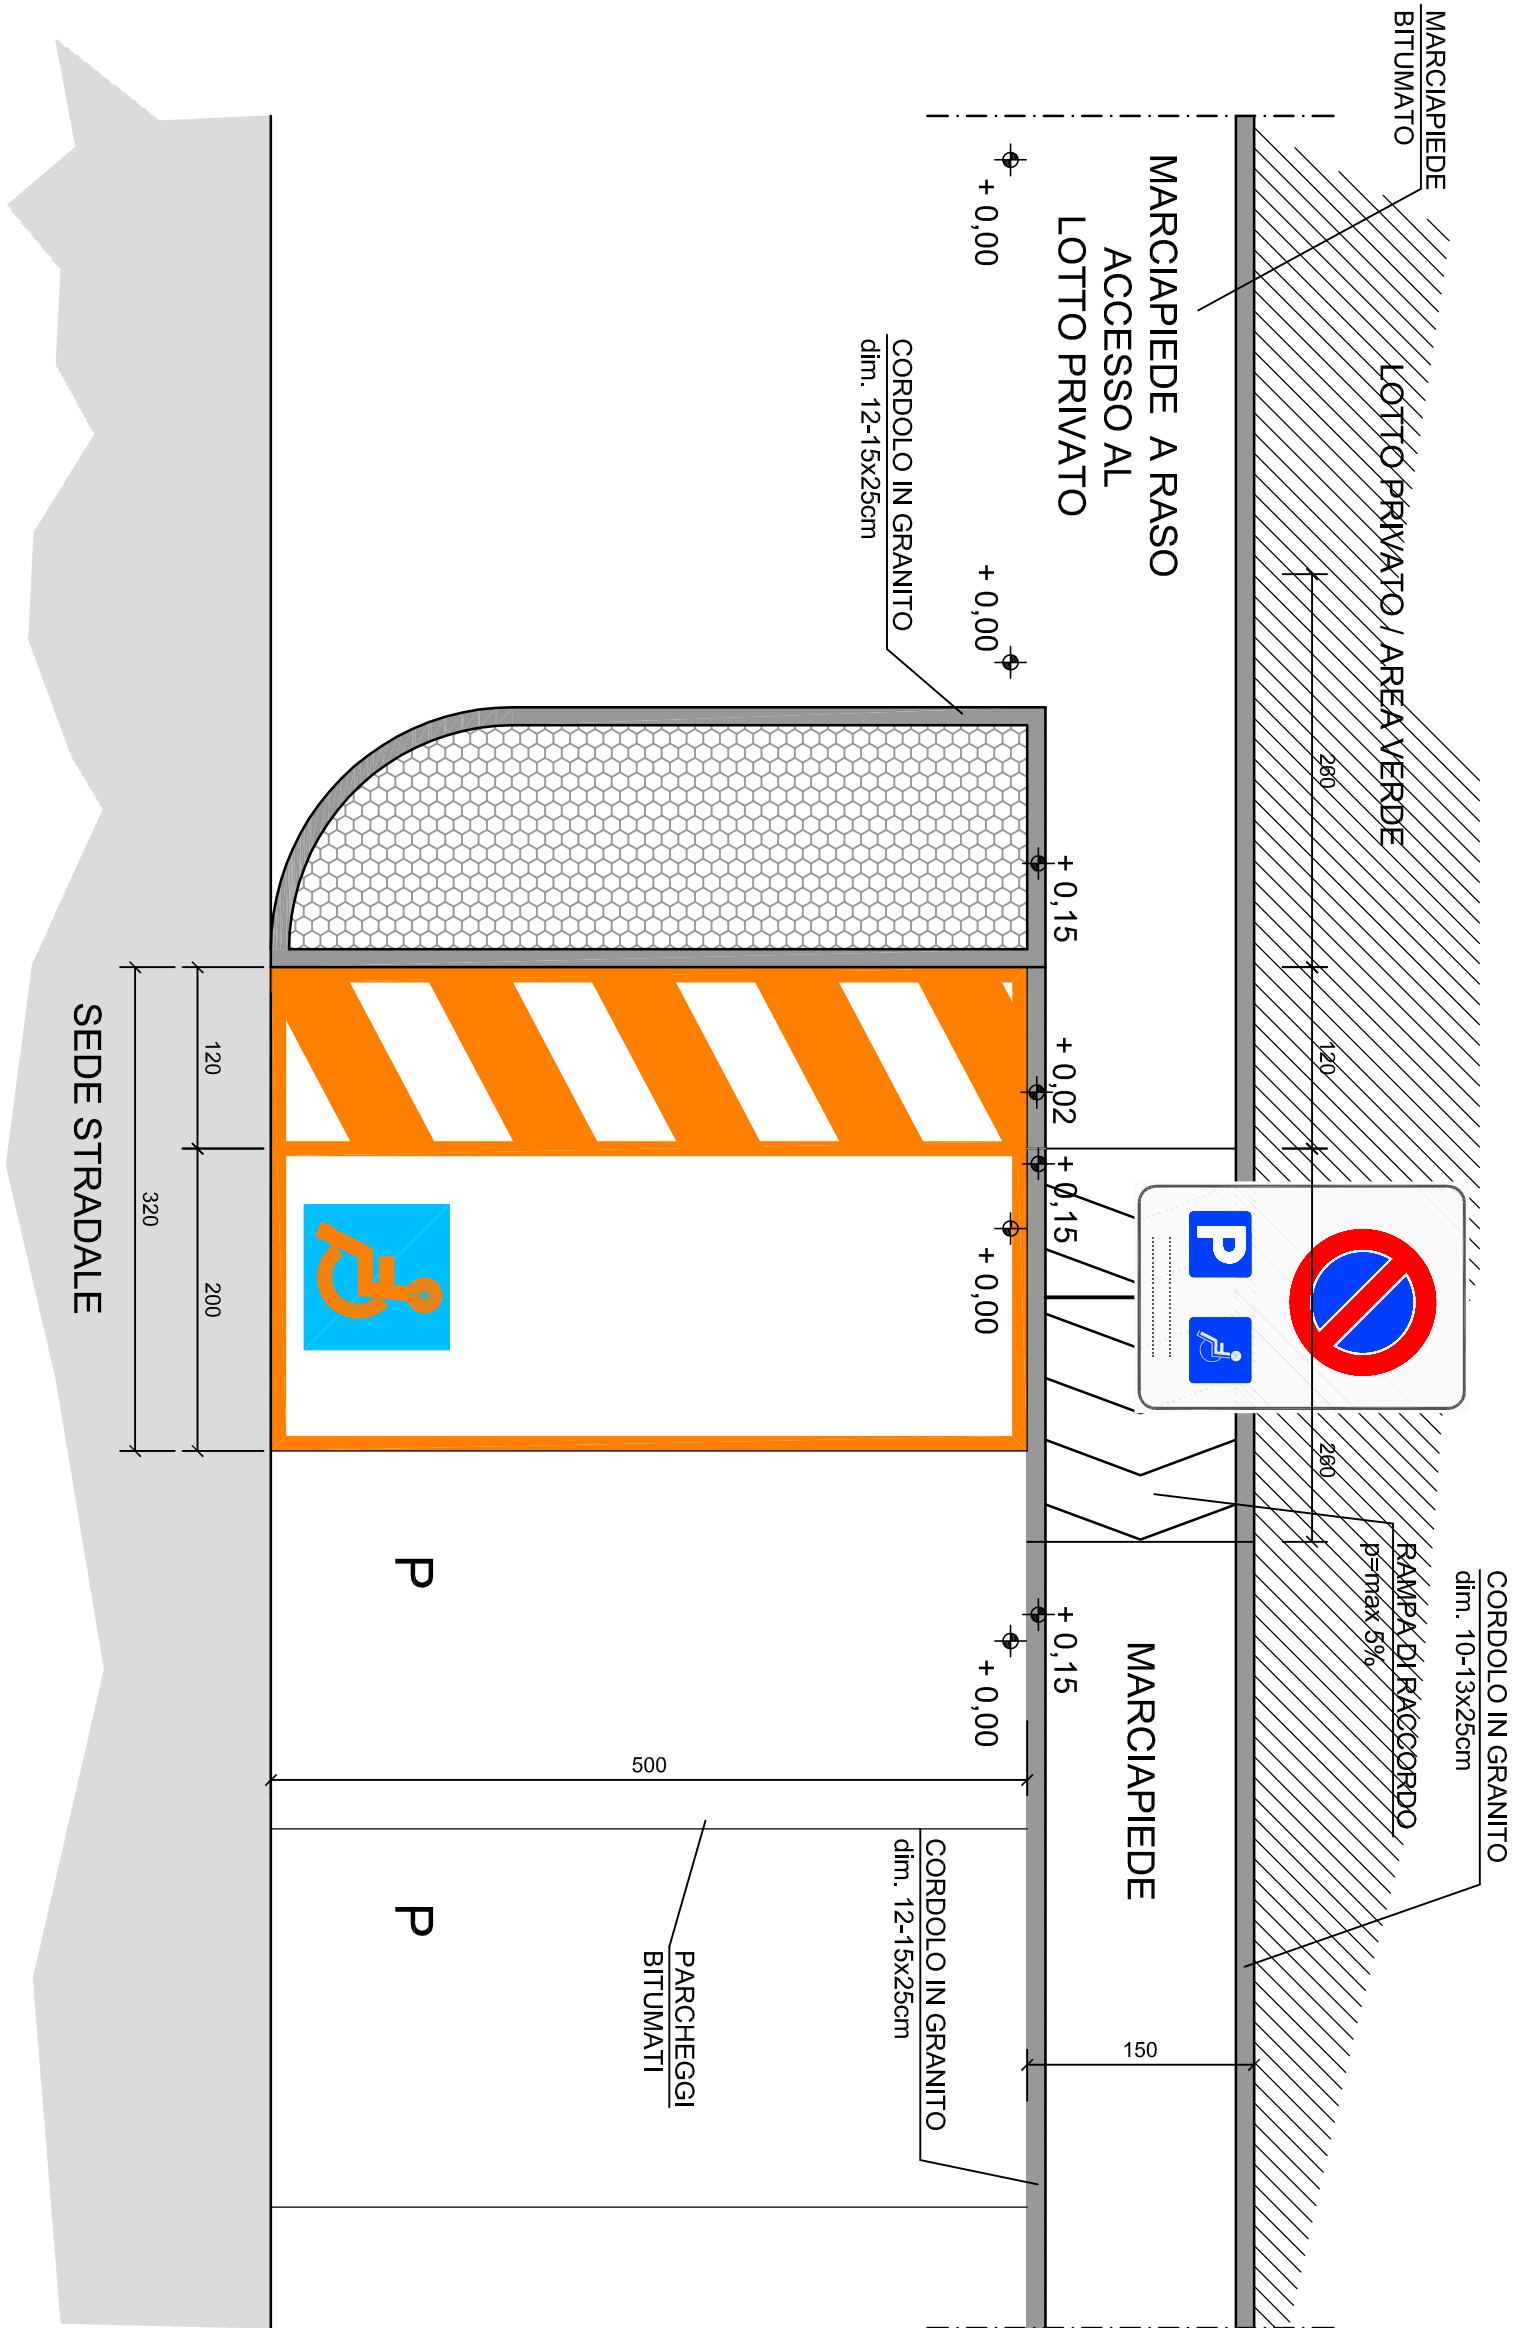 MARCIAPIEDE
BITUMATO
LOTTO PRIVATO / AREA VERDE
CORDOLO IN GRANITO
dim. 10-13x25cm
RAMPA DI RACCORDO
p=max 5%
260
120
260
MARCIAPIEDE A RASO
ACCESSO AL
LOTTO PRIVATO
P
MARCIAPIEDE
150
+ 0,15
+ 0,02
+ 0,15
+ 0,15
+ 0,00
+ 0,00
+ 0,00
+ 0,00
CORDOLO IN GRANITO
dim. 12-15x25cm
CORDOLO IN GRANITO
dim. 12-15x25cm
500
PARCHEGGI
BITUMATI
P
P
120
200
320
SEDE STRADALE